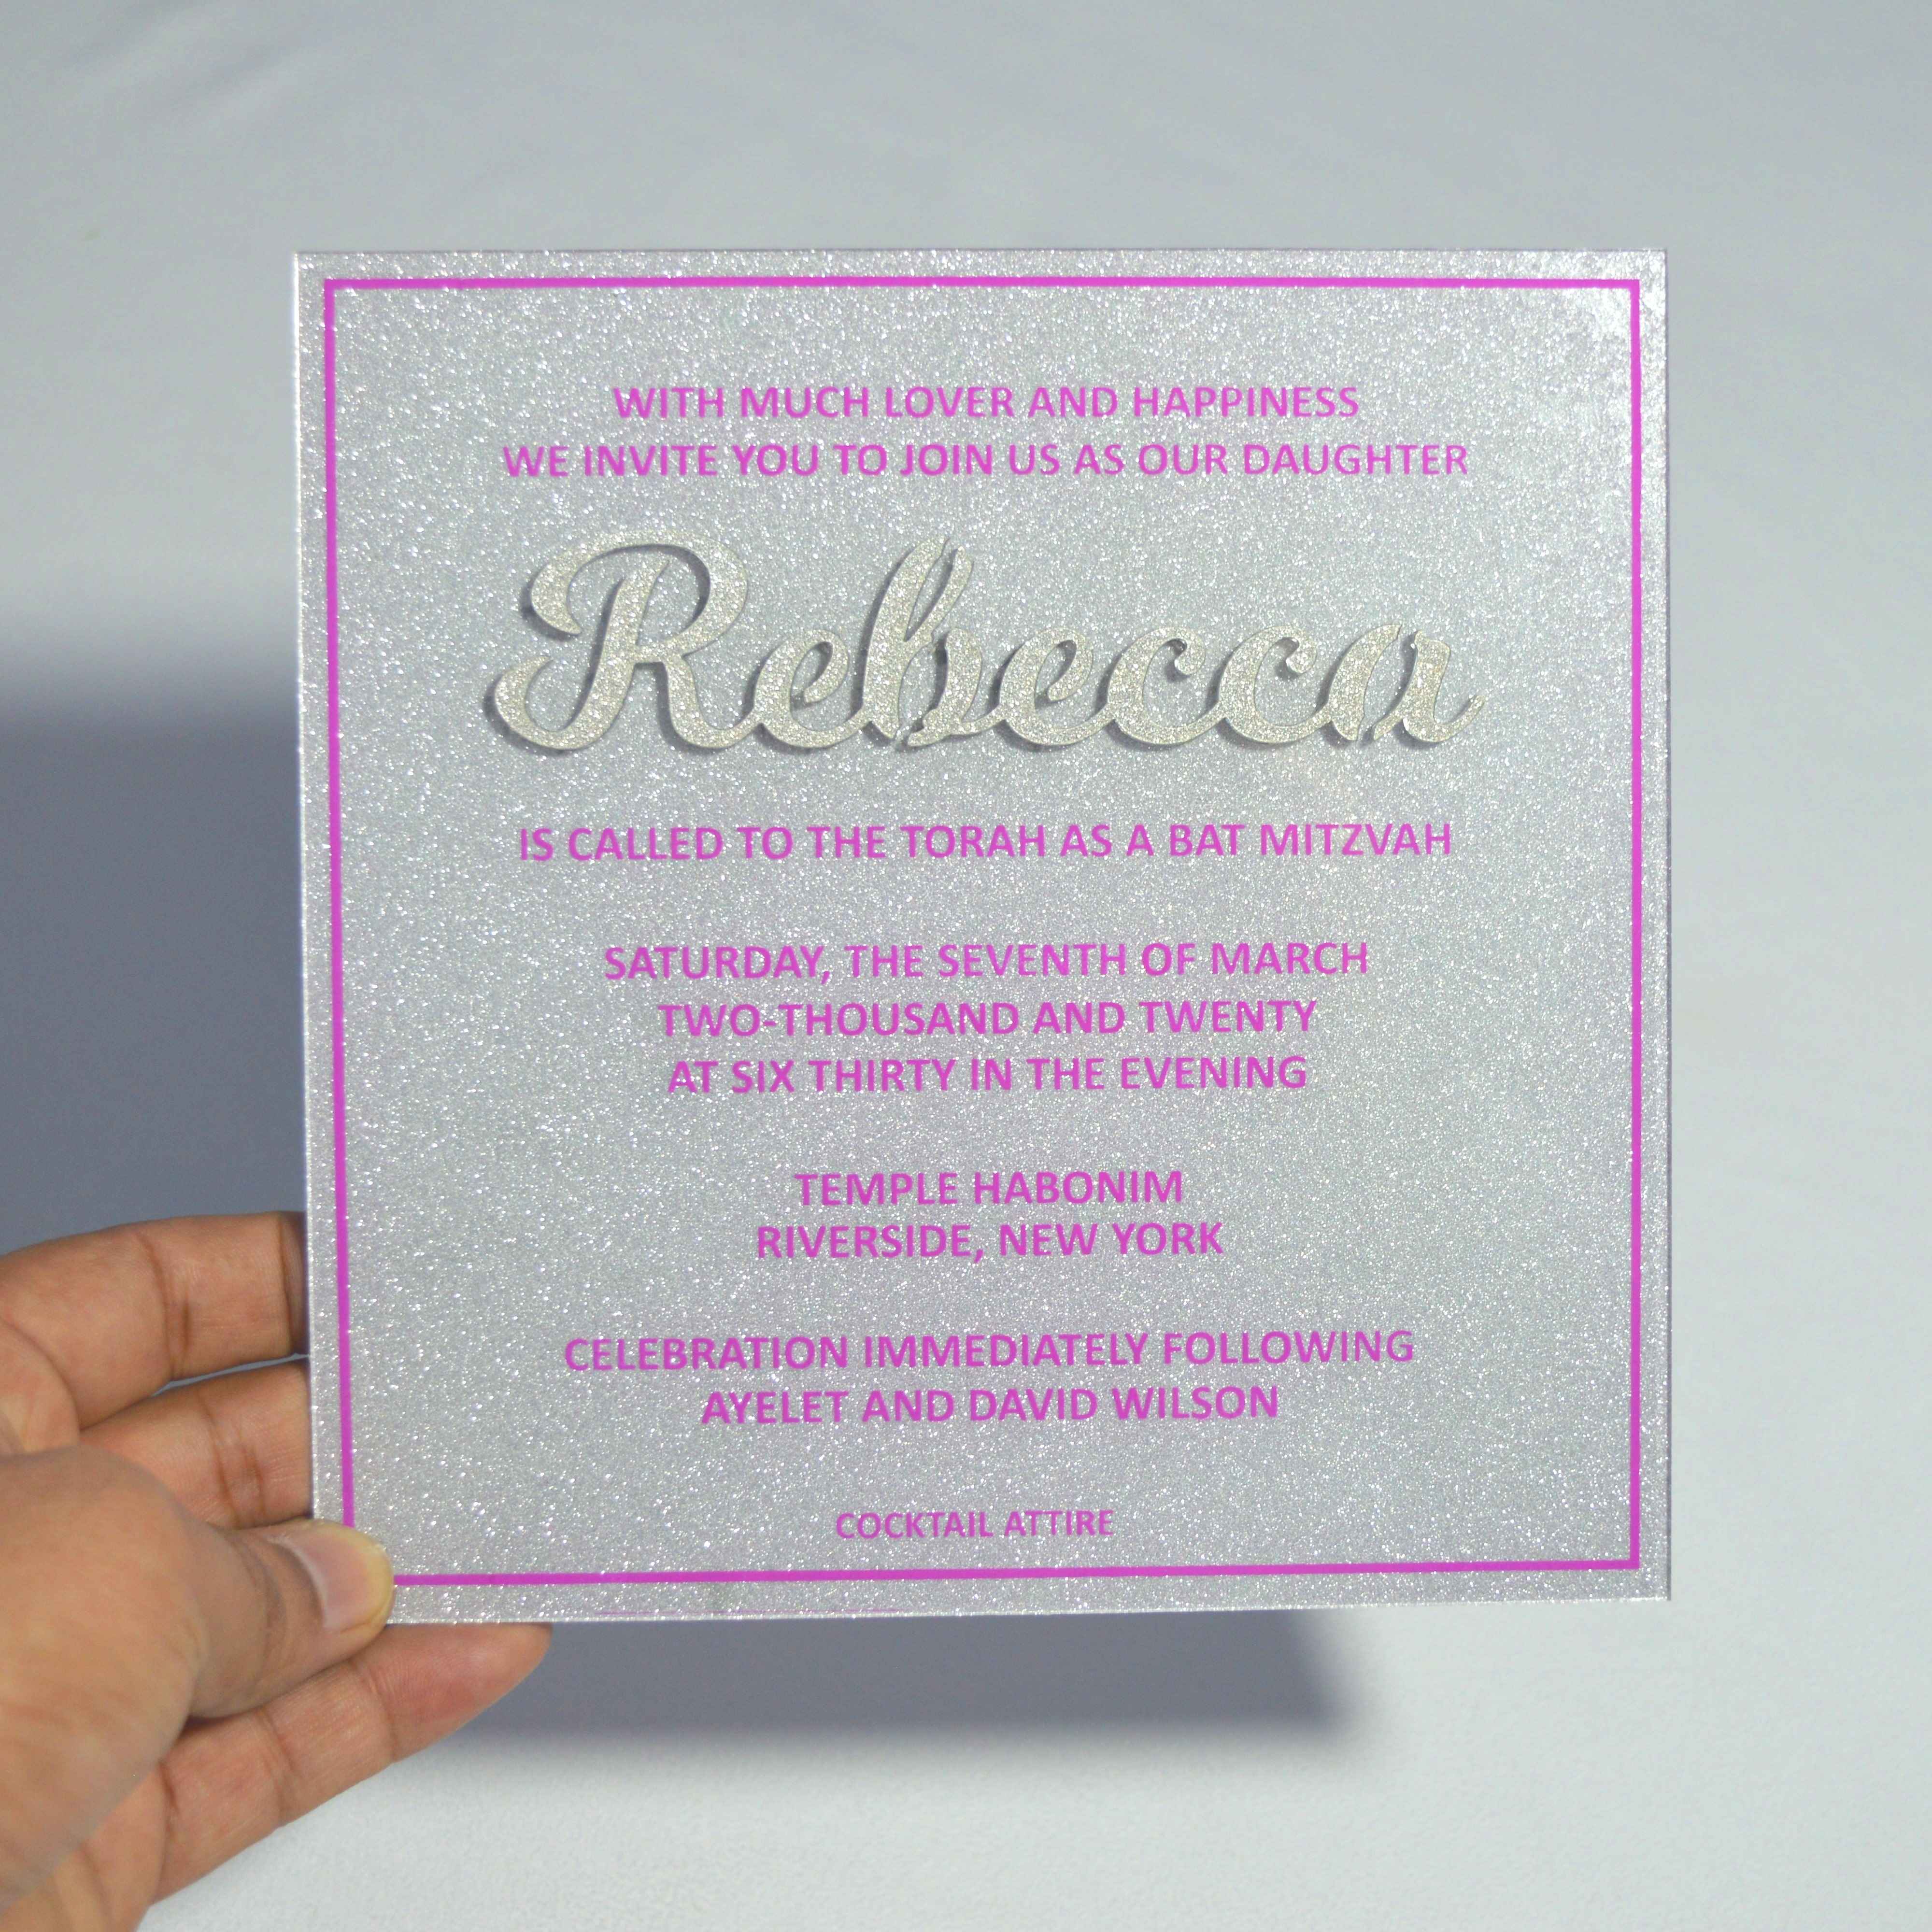 WITH MUCH LOVER AND HAPPINESS
WE INVITE YOU TO JOIN US AS OUR DAUGHTER
Rebecca
IS CALLED TO THE TORAH AS A BAT MITZVAH
SATURDAY, THE SEVENTH OF MARCH
TWO-THOUSAND AND TWENTY
AT SIX THIRTY IN THE EVENING
TEMPLE HABONIM
RIVERSIDE, NEW YORK
CELEBRATION IMMEDIATELY FOLLOWING
AYELET AND DAVID WILSON
COCKTAIL ATTIRE